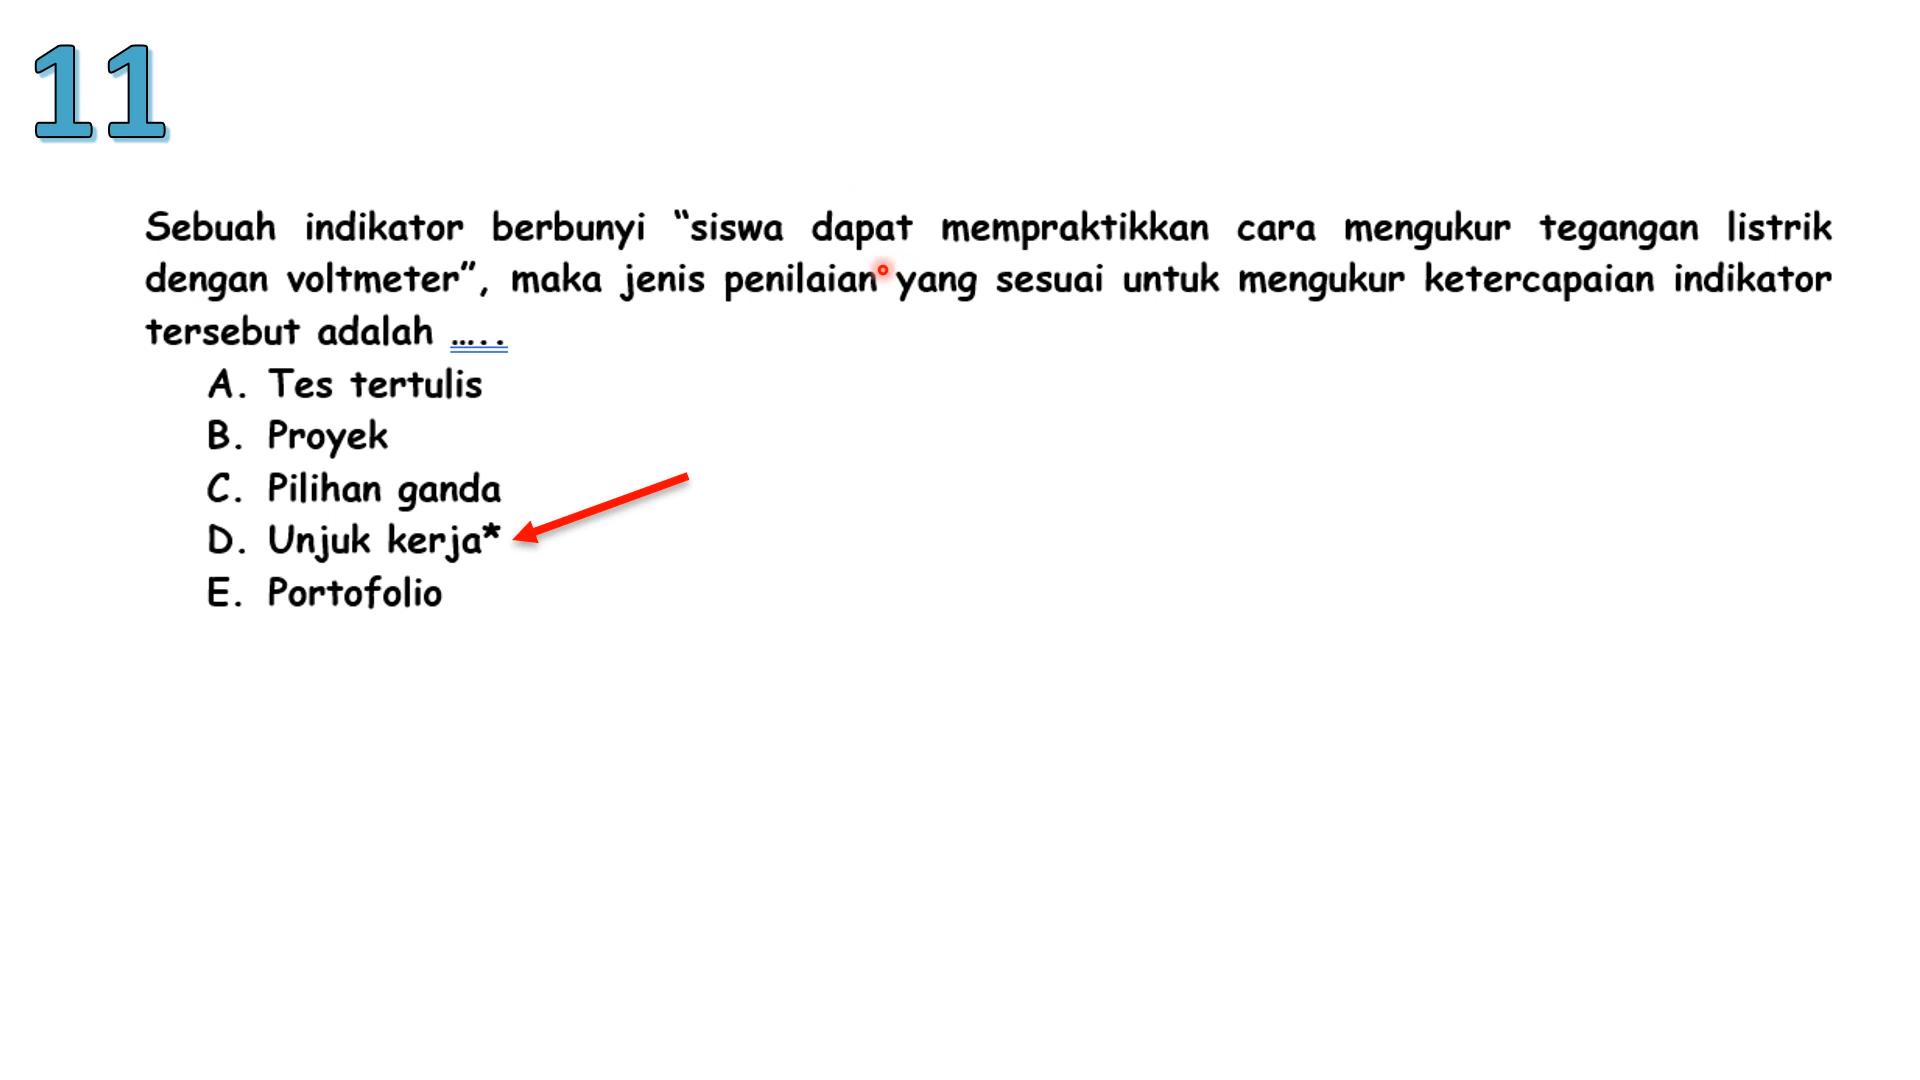 11
Sebuah indikator berbunyi “siswa dapat mempraktikkan cara mengukur tegangan listrik
dengan voltmeter”, maka jenis penilaian yang sesuai untuk mengukur ketercapaian indikator
tersebut adalah …..
A. Tes tertulis
B. Proyek
C. Pilihan ganda
D. Unjuk kerja*
E. Portofolio